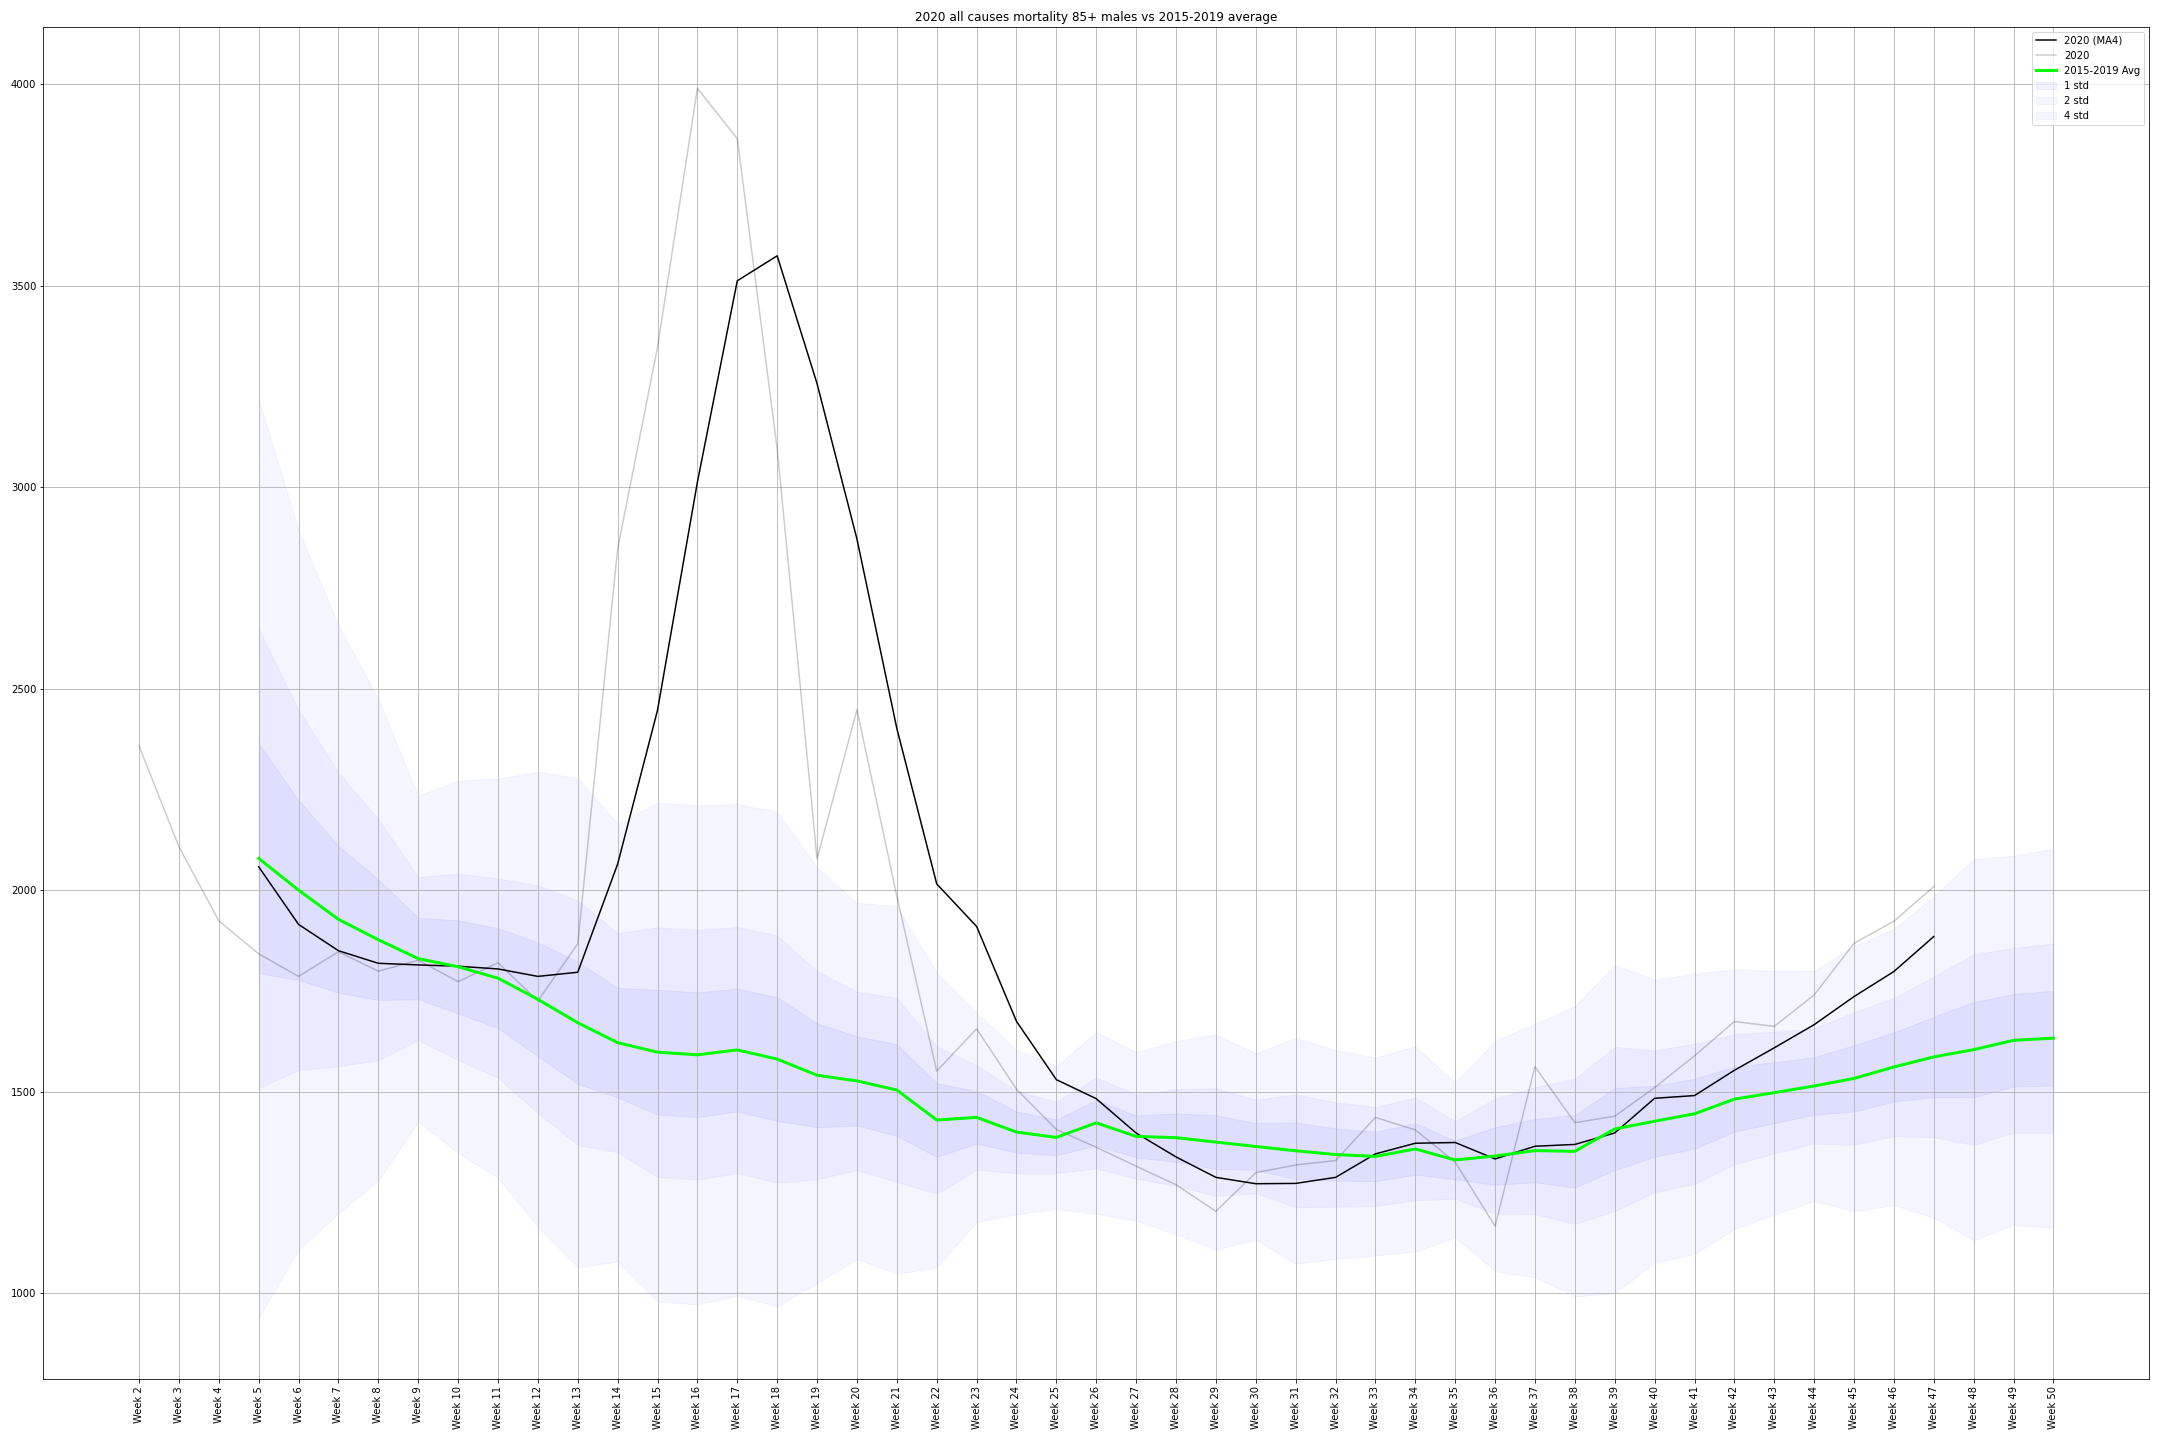 2020 all causes mortality 85+ males vs 2015-2019 average
2020 (MA4)
2020
2015-2019 Avg
1 std
2 std
4 std
4000
3500
3000
2500
2000
1500
1000
Week 2
Week 3
Week 4
Week 5
Week 6
Week 7
Week 8
Week 9
Week 10
Week 11
Week 12
Week 13
Week 14
Week 15
Week 16
Week 17
Week 18
Week 19
Week 20
Week 21
Week 22
Week 23
Week 24
Week 25
Week 26
Week 27
Week 28
Week 29
Week 30
Week 31
Week 32
Week 33
Week 34
Week 35
Week 36
Week 37
Week 38
Week 39
Week 40
Week 41
Week 42
Week 43
Week 44
Week 45
Week 46
Week 47
Week 48
Week 49
Week 50